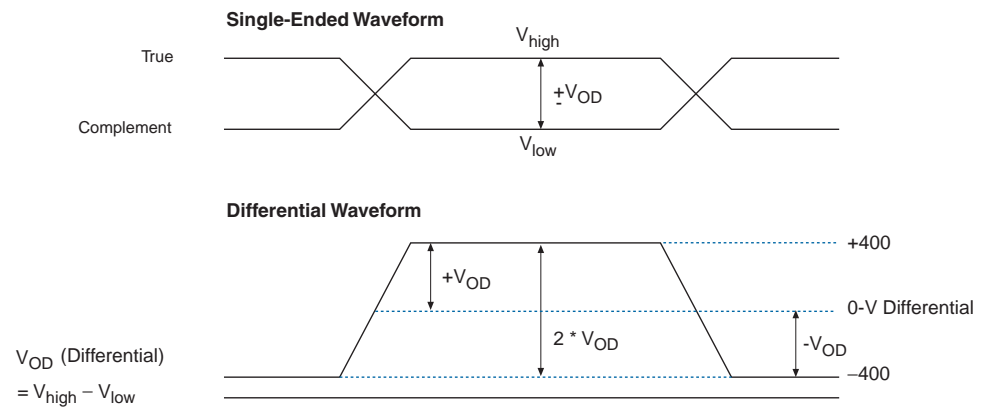 Single-Ended Waveform
True
V_high
±V_OD
Complement
V_low
Differential Waveform
+400
+V_OD
0-V Differential
2 * V_OD
-V_OD
V_OD (Differential)
= V_high − V_low
−400